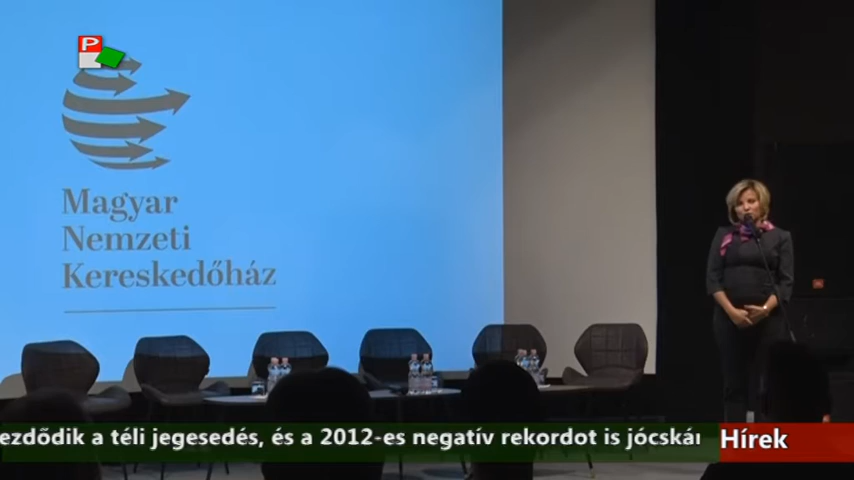 P
Magyar
Nemzeti
Kereskedőház
ezdődik a téli jegesedés, és a 2012-es negatív rekordot is jócskán
Hírek